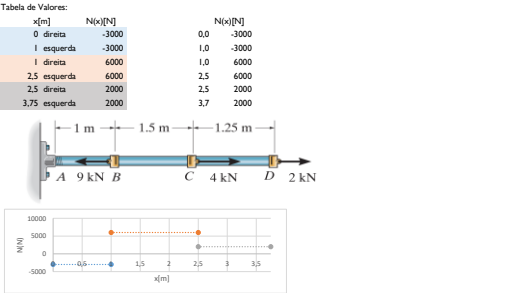 Tabela de Valores:
x[m] N(x)[N] N(x)[N]
0 direita -3000 0,0 -3000
1 esquerda -3000 1,0 -3000
1 direita 6000 1,0 6000
2,5 esquerda 6000 2,5 6000
2,5 direita 2000 2,5 2000
3,75 esquerda 2000 3,7 2000
1 m 1.5 m 1.25 m
A 9 kN B C 4 kN D 2 kN
10000
5000
0
-5000
N(N)
0,5 1,5 2 2,5 3 3,5
x[m]